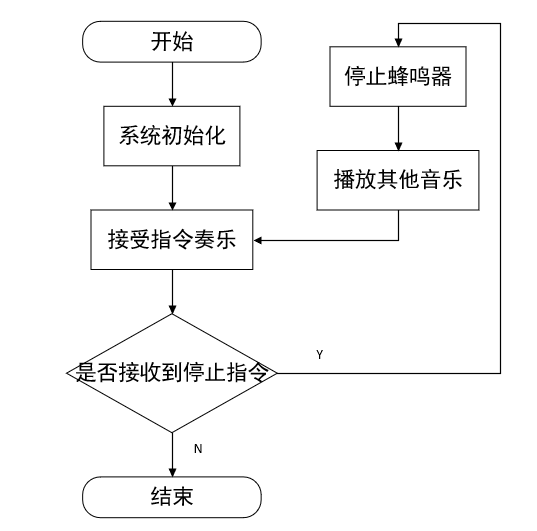 开始
停止蜂鸣器
系统初始化
播放其他音乐
接受指令奏乐
Y
是否接收到停止指令
N
结束